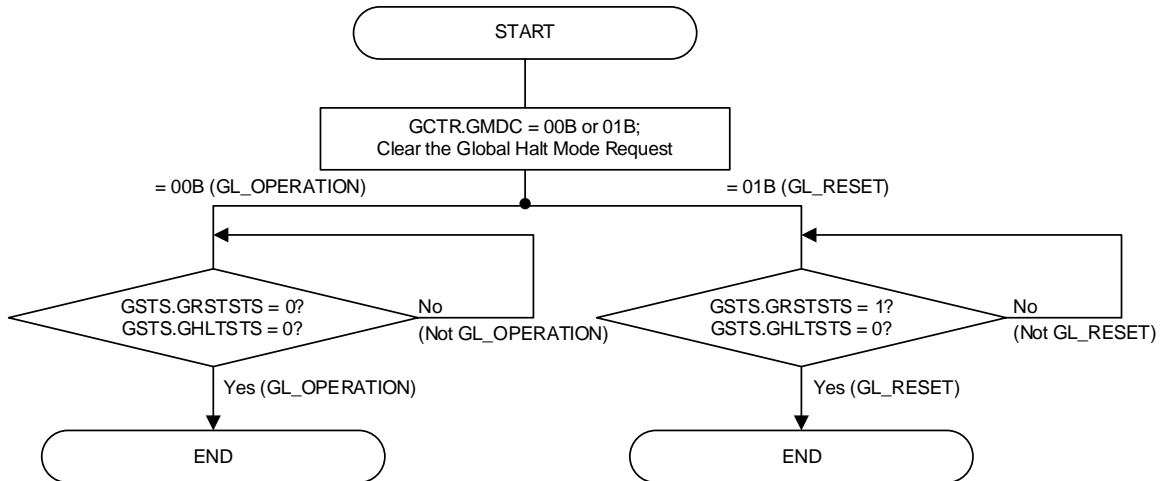 START
GCTR.GMDC = 00B or 01B;
Clear the Global Halt Mode Request
= 00B (GL_OPERATION)
= 01B (GL_RESET)
GSTS.GRSTSTS = 0?
GSTS.GHLTSTS = 0?
No
(Not GL_OPERATION)
GSTS.GRSTSTS = 1?
GSTS.GHLTSTS = 0?
No
(Not GL_RESET)
Yes (GL_OPERATION)
Yes (GL_RESET)
END
END